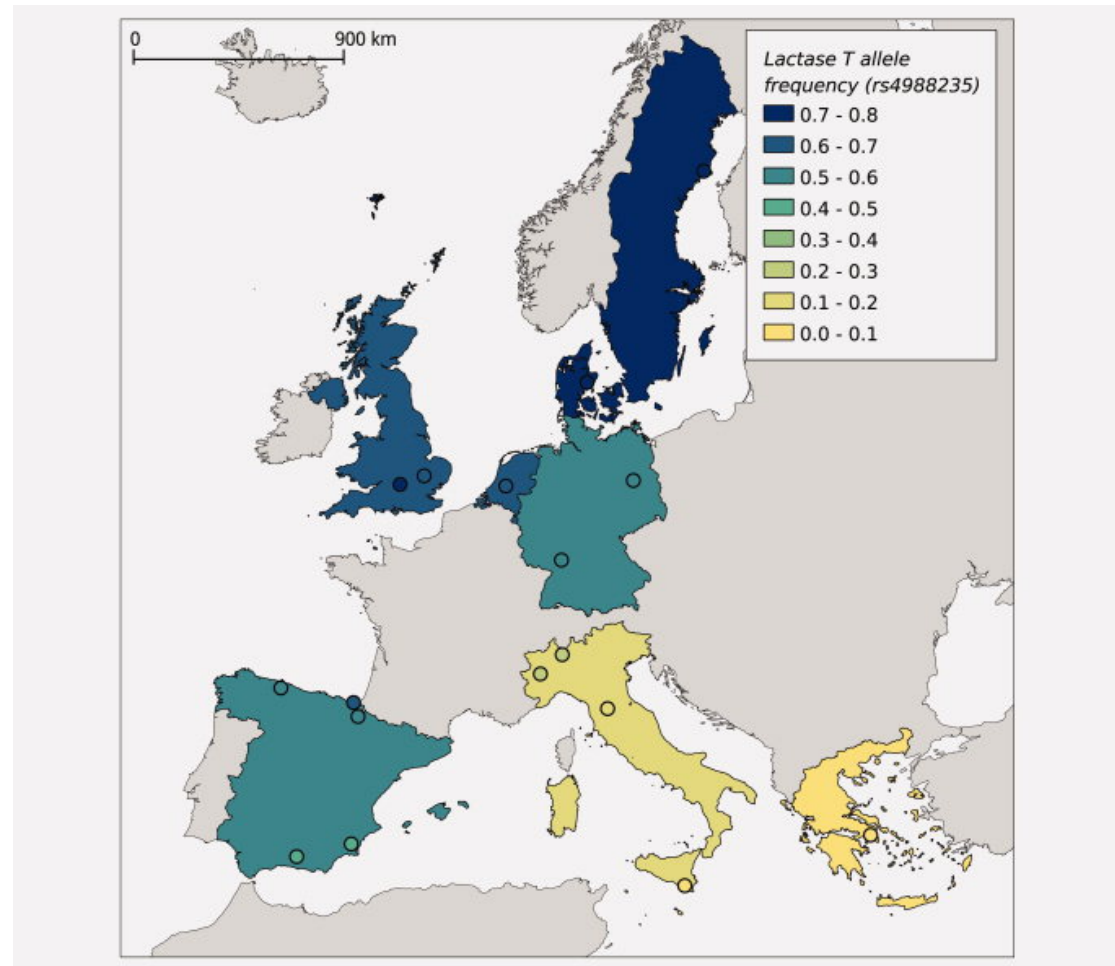 0 900 km
Lactase T allele
frequency (rs4988235)
0.7 - 0.8
0.6 - 0.7
0.5 - 0.6
0.4 - 0.5
0.3 - 0.4
0.2 - 0.3
0.1 - 0.2
0.0 - 0.1